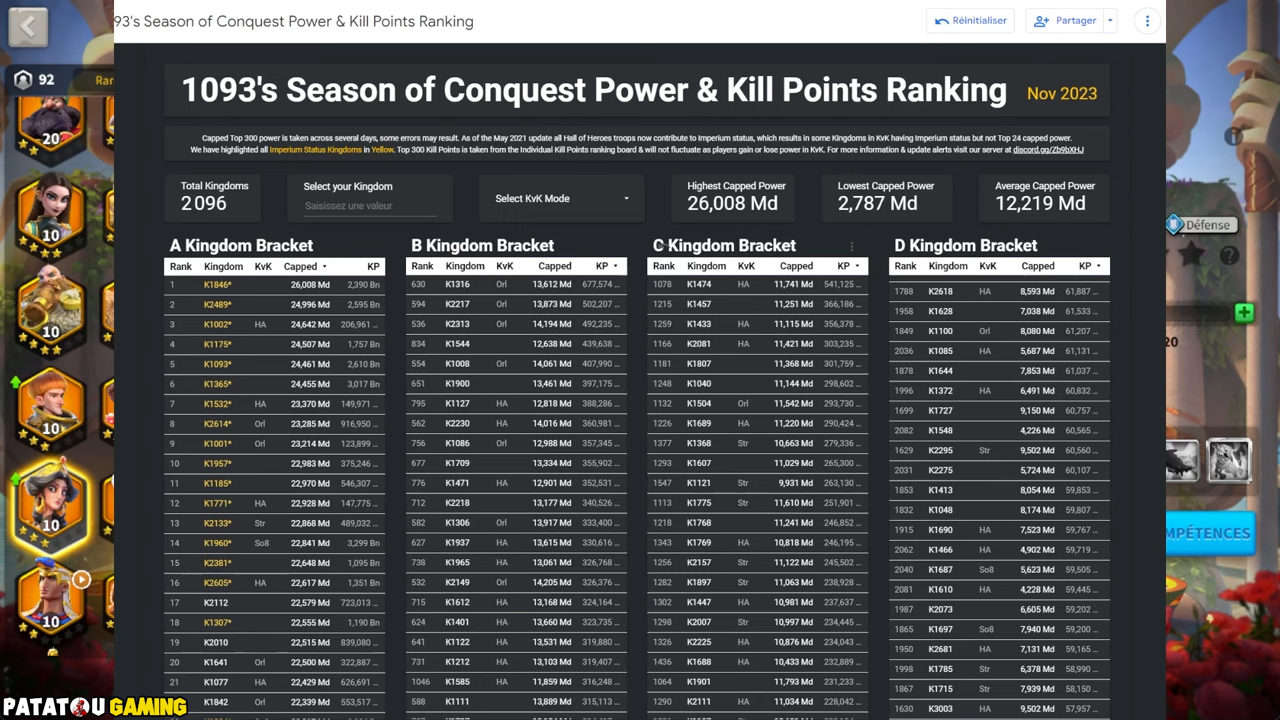 93's Season of Conquest Power & Kill Points Ranking
Réinitialiser
Partager
92
Rar
20
10
10
10
10
10
Défense
20
MPÉTENCES
PATATOU GAMING
1093's Season of Conquest Power & Kill Points Ranking
Nov 2023
Capped Top 300 power is taken across several days, some errors may result. As of the May 2021 update all Hall of Heroes troops now contribute to Imperium status, which results in some Kingdoms in KvK having Imperium status but not Top 24 capped power.
We have highlighted all Imperium Status Kingdoms in Yellow. Top 300 Kill Points is taken from the Individual Kill Points ranking board & will not fluctuate as players gain or lose power in KvK. For more information & update alerts visit our server at discord.gg/Zb9bXHJ
Total Kingdoms
2 096
Select your Kingdom
Saisissez une valeur
Select KvK Mode
Highest Capped Power
26,008 Md
Lowest Capped Power
2,787 Md
Average Capped Power
12,219 Md
A Kingdom Bracket
Rank Kingdom KvK Capped KP
1 K1846* 26,008 Md 2,390 Bn
2 K2489* 24,996 Md 2,595 Bn
3 K1002* HA 24,642 Md 206,961 ...
4 K1175* 24,507 Md 1,757 Bn
5 K1093* 24,461 Md 2,610 Bn
6 K1365* 24,455 Md 3,017 Bn
7 K1532* HA 23,370 Md 149,971 ...
8 K2614* Orl 23,285 Md 916,950 ...
9 K1001* Orl 23,214 Md 123,899 ...
10 K1957* 22,983 Md 375,246 ...
11 K1185* 22,970 Md 546,307 ...
12 K1771* HA 22,928 Md 147,775 ...
13 K2133* Str 22,868 Md 489,032 ...
14 K1960* So8 22,841 Md 3,299 Bn
15 K2381* 22,648 Md 1,095 Bn
16 K2605* HA 22,617 Md 1,351 Bn
17 K2112 22,579 Md 723,013 ...
18 K1307* 22,555 Md 1,190 Bn
19 K2010 22,515 Md 839,080 ...
20 K1641 Orl 22,500 Md 322,887 ...
21 K1077 HA 22,429 Md 626,691 ...
22 K1842 Orl 22,339 Md 553,517 ...
B Kingdom Bracket
Rank Kingdom KvK Capped KP
630 K1316 Orl 13,612 Md 677,574 ...
594 K2217 Orl 13,873 Md 502,207 ...
536 K2313 Orl 14,194 Md 492,235 ...
834 K1544 12,638 Md 439,638 ...
554 K1008 Orl 14,061 Md 407,990 ...
651 K1900 13,461 Md 397,175 ...
795 K1127 HA 12,818 Md 388,286 ...
562 K2230 HA 14,016 Md 360,981 ...
756 K1086 Orl 12,988 Md 357,345 ...
677 K1709 13,334 Md 355,902 ...
776 K1471 HA 12,901 Md 352,531 ...
712 K2218 13,177 Md 340,526 ...
582 K1306 Orl 13,917 Md 333,400 ...
627 K1937 HA 13,615 Md 330,616 ...
738 K1965 HA 13,061 Md 326,768 ...
532 K2149 Orl 14,205 Md 326,376 ...
715 K1612 HA 13,168 Md 324,164 ...
624 K1401 HA 13,660 Md 323,735 ...
641 K1122 HA 13,531 Md 319,880 ...
731 K1212 HA 13,103 Md 319,407 ...
1046 K1585 HA 11,859 Md 316,248 ...
588 K1111 13,889 Md 315,113 ...
C Kingdom Bracket
Rank Kingdom KvK Capped KP
1078 K1474 HA 11,741 Md 541,125 ...
1215 K1457 11,251 Md 366,186 ...
1259 K1433 HA 11,115 Md 356,378 ...
1166 K2081 HA 11,421 Md 303,235 ...
1181 K1807 11,368 Md 301,759 ...
1248 K1040 11,144 Md 298,602 ...
1132 K1504 Orl 11,542 Md 293,730 ...
1226 K1689 HA 11,220 Md 290,424 ...
1377 K1368 Str 10,663 Md 279,336 ...
1293 K1607 11,029 Md 265,300 ...
1547 K1121 Str 9,931 Md 263,130 ...
1113 K1775 Str 11,610 Md 251,901 ...
1218 K1768 11,241 Md 246,852 ...
1343 K1769 HA 10,818 Md 246,195 ...
1256 K2157 Str 11,122 Md 245,502 ...
1282 K1897 Str 11,063 Md 238,928 ...
1302 K1447 HA 10,981 Md 237,637 ...
1298 K2007 Str 10,997 Md 234,445 ...
1326 K2225 HA 10,876 Md 234,043 ...
1436 K1688 HA 10,433 Md 232,889 ...
1064 K1901 11,793 Md 231,233 ...
1290 K2111 HA 11,034 Md 228,042 ...
D Kingdom Bracket
Rank Kingdom KvK Capped KP
1788 K2618 HA 8,593 Md 61,887 ...
1958 K1628 7,038 Md 61,533 ...
1849 K1100 Orl 8,080 Md 61,207 ...
2036 K1085 HA 5,687 Md 61,131 ...
1878 K1644 7,853 Md 61,037 ...
1996 K1372 HA 6,491 Md 60,832 ...
1699 K1727 9,150 Md 60,757 ...
2082 K1548 4,226 Md 60,565 ...
1629 K2295 Str 9,502 Md 60,560 ...
2031 K2275 5,724 Md 60,107 ...
1853 K1413 8,054 Md 59,853 ...
1832 K1048 8,174 Md 59,807 ...
1915 K1690 HA 7,523 Md 59,767 ...
2062 K1466 HA 4,902 Md 59,719 ...
2040 K1687 So8 5,623 Md 59,505 ...
2081 K1610 HA 4,228 Md 59,445 ...
1987 K2073 6,605 Md 59,202 ...
1865 K1697 So8 7,940 Md 59,200 ...
1950 K2681 HA 7,131 Md 59,165 ...
1998 K1785 Str 6,378 Md 58,990 ...
1867 K1715 Str 7,939 Md 58,150 ...
1630 K3003 HA 9,502 Md 57,957 ...